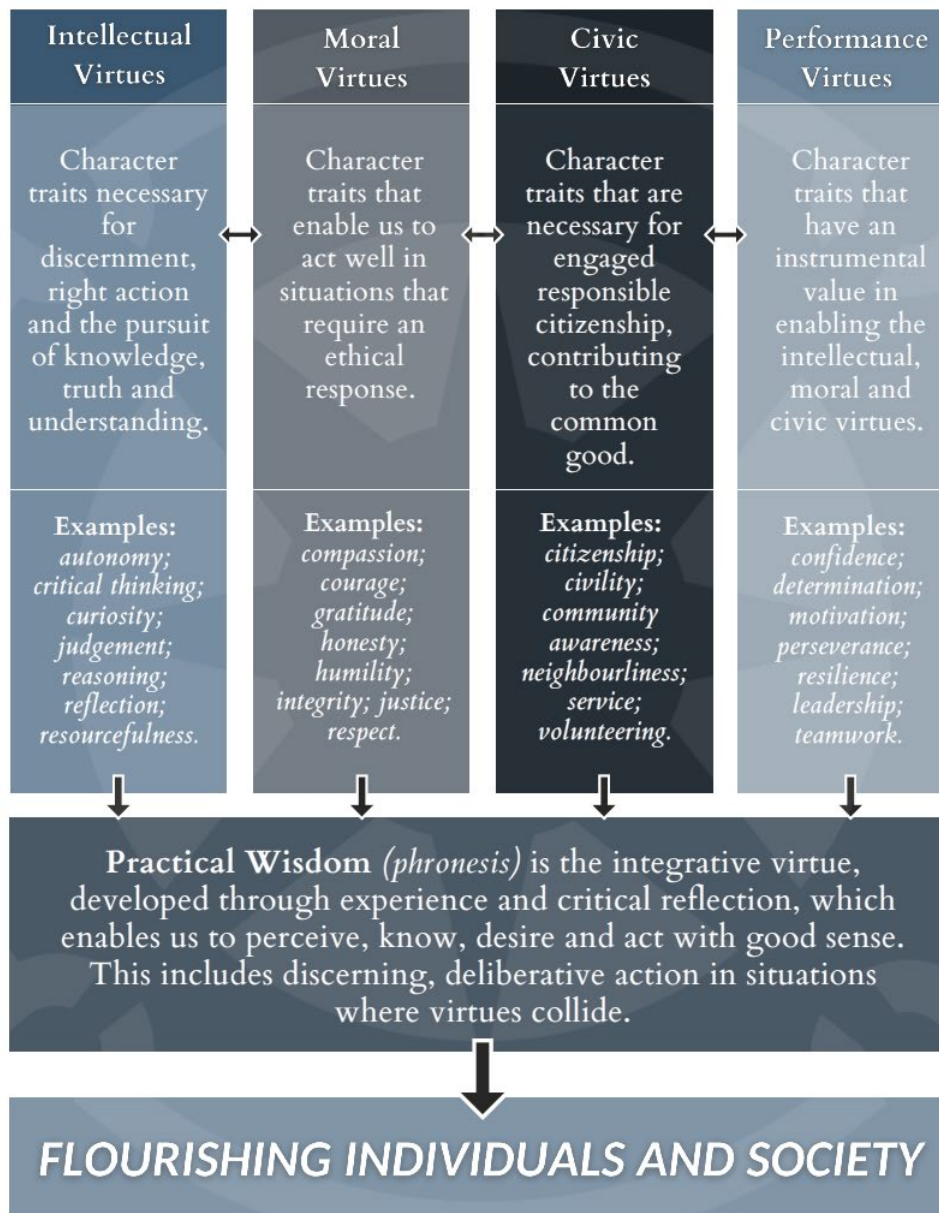 Intellectual
Virtues
Character
traits necessary
for
discernment,
right action
and the pursuit
of knowledge,
truth and
understanding.
Examples:
autonomy;
critical thinking;
curiosity;
judgement;
reasoning;
reflection;
resourcefulness.
Moral
Virtues
Character
traits that
enable us to
act well in
situations that
require an
ethical
response.
Examples:
compassion;
courage;
gratitude;
honesty;
humility;
integrity; justice;
respect.
Civic
Virtues
Character
traits that are
necessary for
engaged
responsible
citizenship,
contributing
to the
common
good.
Examples:
citizenship;
civility;
community
awareness;
neighbourliness;
service;
volunteering.
Performance
Virtues
Character
traits that
have an
instrumental
value in
enabling the
intellectual,
moral and
civic virtues.
Examples:
confidence;
determination;
motivation;
perseverance;
resilience;
leadership;
teamwork.
Practical Wisdom (phronesis) is the integrative virtue,
developed through experience and critical reflection, which
enables us to perceive, know, desire and act with good sense.
This includes discerning, deliberative action in situations
where virtues collide.
FLOURISHING INDIVIDUALS AND SOCIETY